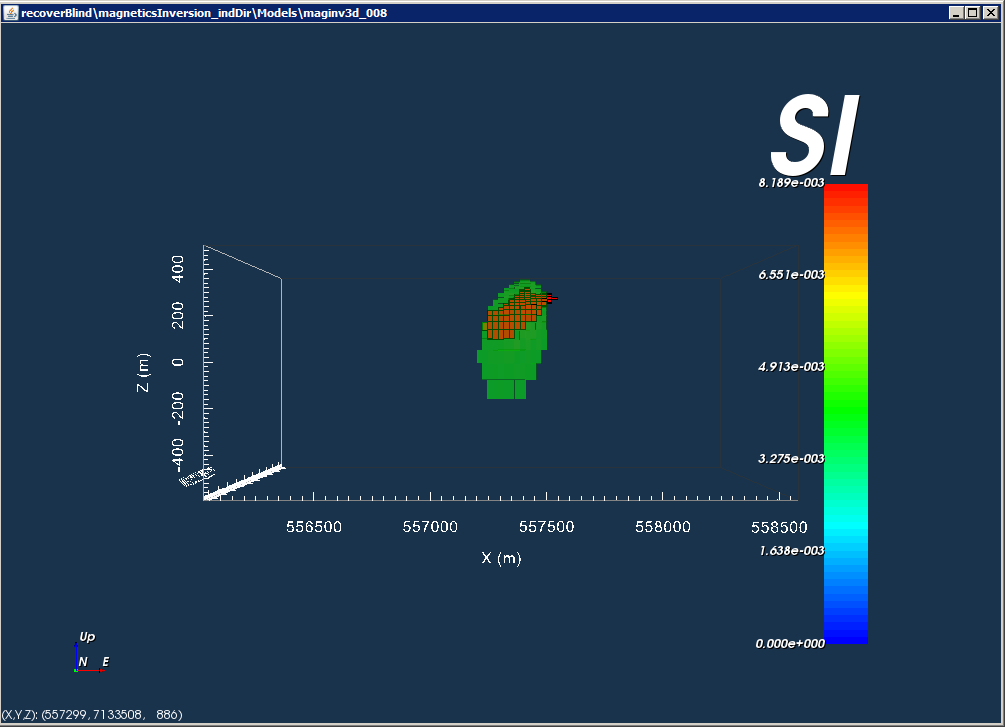 recoverBlind\magneticsInversion_indDir\Models\maginv3d_008
SI
8.189e-003
6.551e-003
4.913e-003
3.275e-003
1.638e-003
0.000e+000
400
200
0
-200
-400
Z (m)
556500 557000 557500 558000 558500
X (m)
Up
N E
(X,Y,Z): (557299, 7133508, 886)